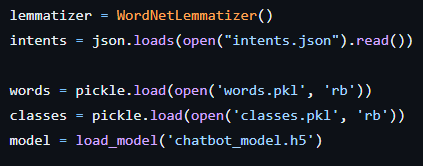 lemmatizer = WordNetLemmatizer()
intents = json.loads(open("intents.json").read())
words = pickle.load(open('words.pkl', 'rb'))
classes = pickle.load(open('classes.pkl', 'rb'))
model = load_model('chatbot_model.h5')